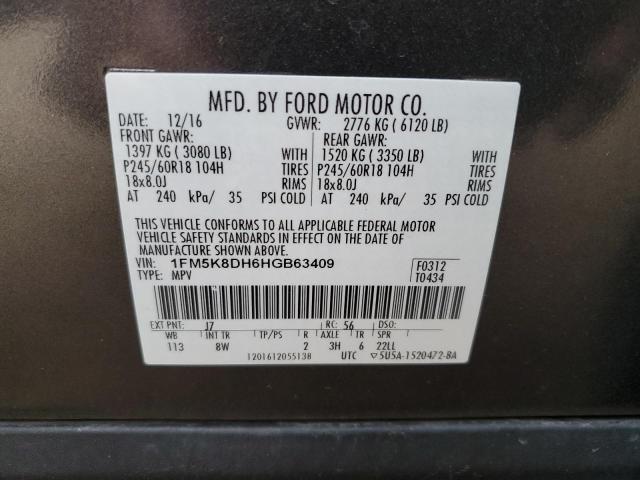 MFD. BY FORD MOTOR CO.
DATE: 12/16 GVWR: 2776 KG ( 6120 LB)
FRONT GAWR: REAR GAWR:
1397 KG ( 3080 LB) WITH 1520 KG ( 3350 LB) WITH
P245/60R18 104H TIRES P245/60R18 104H TIRES
18x8.0J RIMS 18x8.0J RIMS
AT 240 kPa/ 35 PSI COLD AT 240 kPa/ 35 PSI COLD
THIS VEHICLE CONFORMS TO ALL APPLICABLE FEDERAL MOTOR
VEHICLE SAFETY STANDARDS IN EFFECT ON THE DATE OF
MANUFACTURE SHOWN ABOVE.
VIN: 1FM5K8DH6HGB63409 F0312
TYPE: MPV T0434
EXT PNT: J7 RC: 56 DSO:
WB INT TR TP/PS R AXLE TR SPR
113 8W 2 3H 6 22LL
120161205513B UTC ▽5U5A-1520472-8A